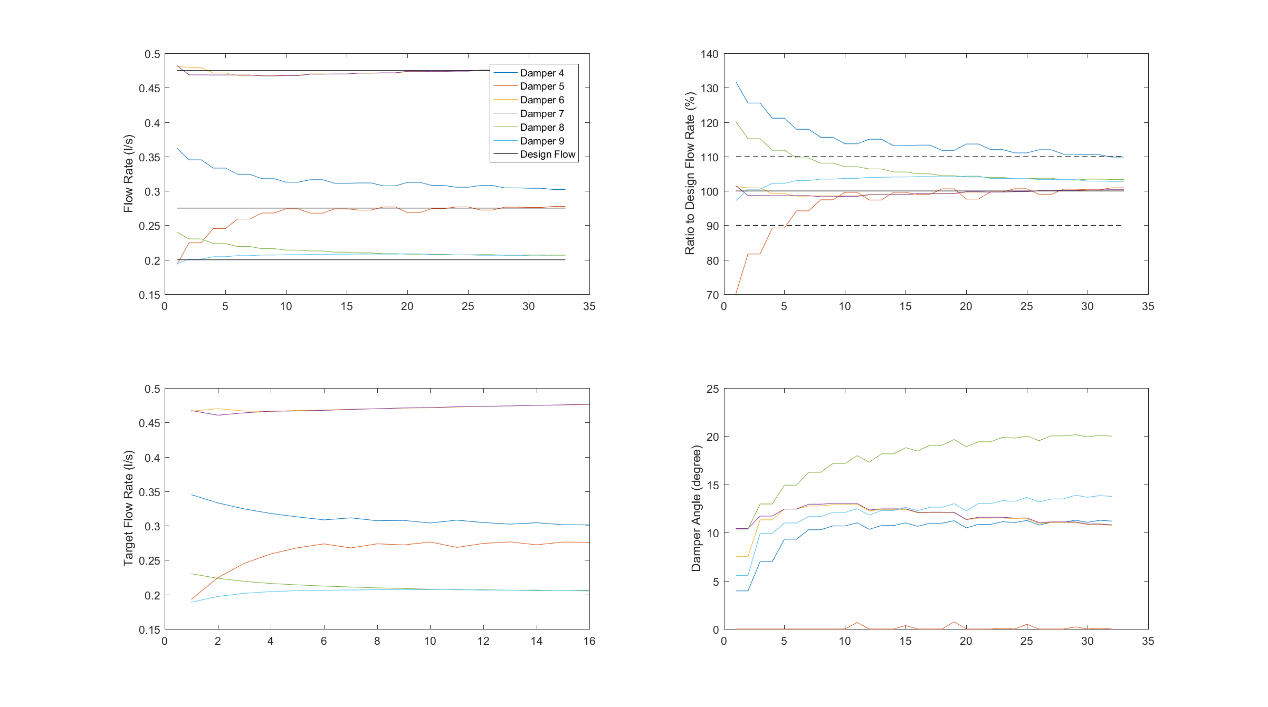 Flow Rate (l/s)
0.5
0.45
0.4
0.35
0.3
0.25
0.2
0.15
0 5 10 15 20 25 30 35
Damper 4
Damper 5
Damper 6
Damper 7
Damper 8
Damper 9
Design Flow
Ratio to Design Flow Rate (%)
140
130
120
110
100
90
80
70
0 5 10 15 20 25 30 35
Target Flow Rate (l/s)
0.5
0.45
0.4
0.35
0.3
0.25
0.2
0.15
0 2 4 6 8 10 12 14 16
Damper Angle (degree)
25
20
15
10
5
0
0 5 10 15 20 25 30 35